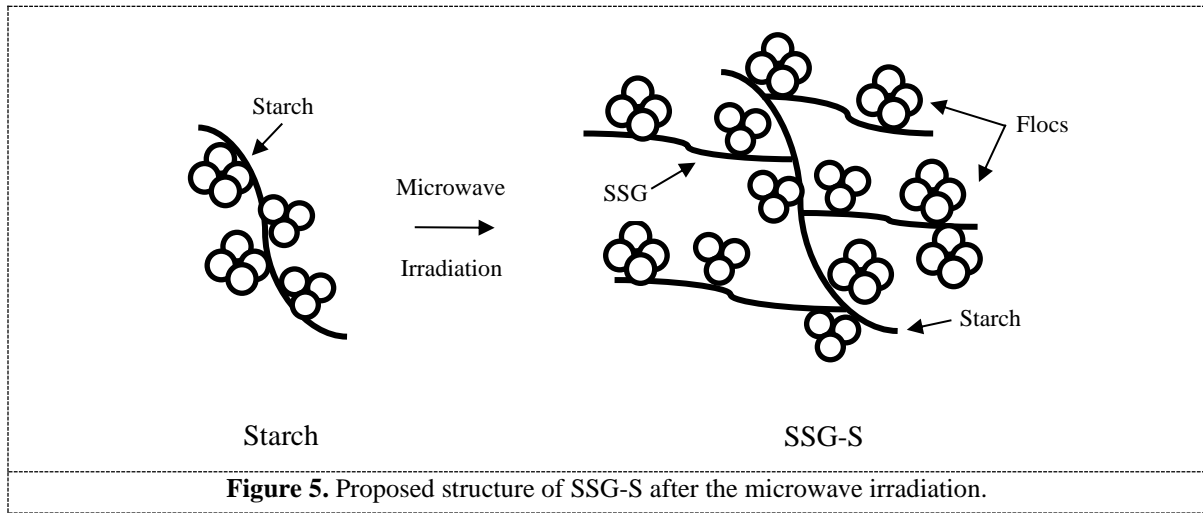 Starch
Microwave
Irradiation
SSG
Flocs
Starch
Starch
SSG-S
Figure 5. Proposed structure of SSG-S after the microwave irradiation.